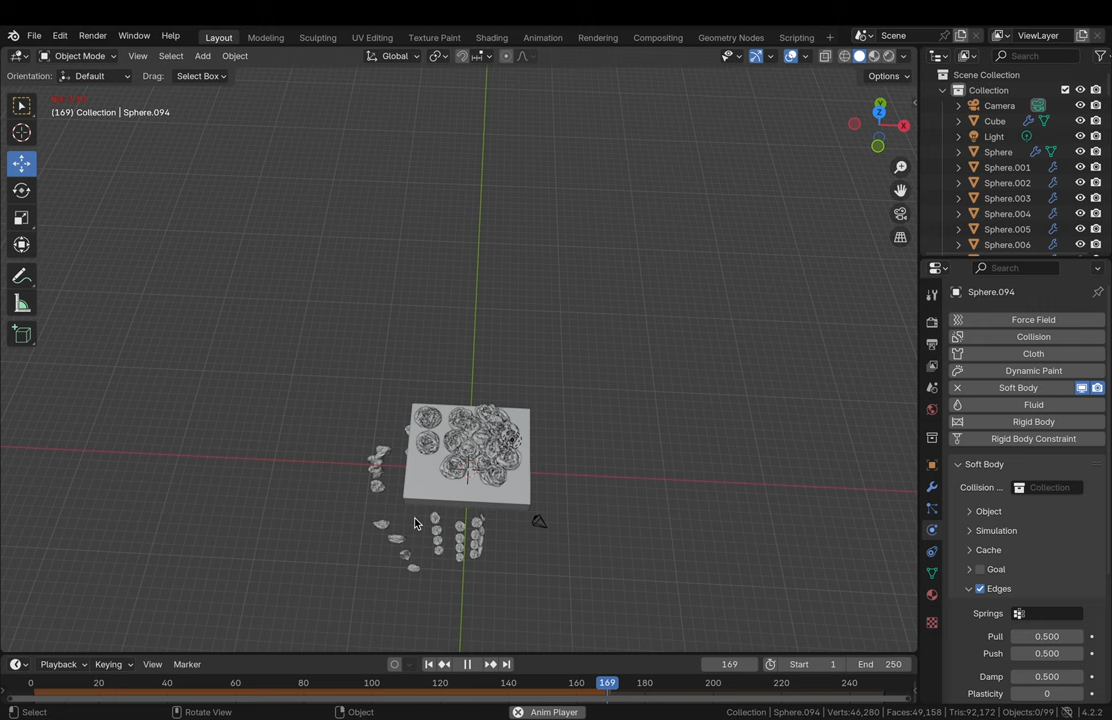 File Edit Render Window Help Layout Modeling Sculpting UV Editing Texture Paint Shading Animation Rendering Compositing Geometry Nodes Scripting + Scene ViewLayer
Object Mode View Select Add Object Global Options Search
Orientation: Default Drag: Select Box
(169) Collection | Sphere.094
Z
X
Scene Collection
Collection
Camera
Cube
Light
Sphere
Sphere.001
Sphere.002
Sphere.003
Sphere.004
Sphere.005
Sphere.006
Search
Sphere.094
Force Field
Collision
Cloth
Dynamic Paint
Soft Body
Fluid
Rigid Body
Rigid Body Constraint
Soft Body
Collision ... Collection
Object
Simulation
Cache
Goal
Edges
Springs
Pull 0.500
Push 0.500
Damp 0.500
Plasticity 0
Playback Keying View Marker 169 Start 1 End 250
0 20 40 60 80 100 120 140 160 169 180 200 220 240
Select Rotate View Object Anim Player Collection | Sphere.094 | Verts:46,280 | Faces:49,158 | Tris:92,172 | Objects:0/99 4.2.2